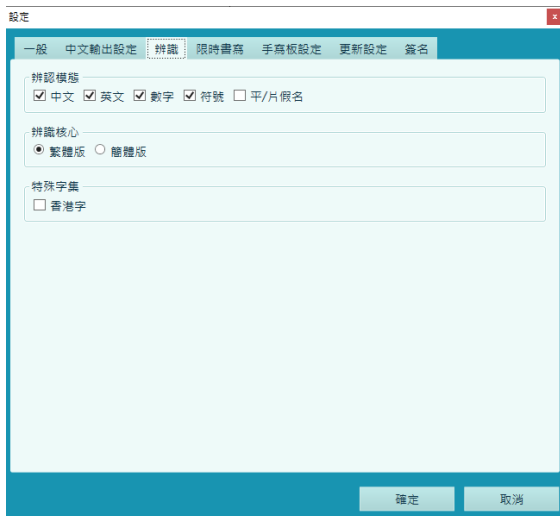 設定
一般 中文輸出設定 辨識 限時書寫 手寫板設定 更新設定 簽名
辨認模態
中文 英文 數字 符號 平/片假名
辨識核心
繁體版 簡體版
特殊字集
香港字
確定 取消